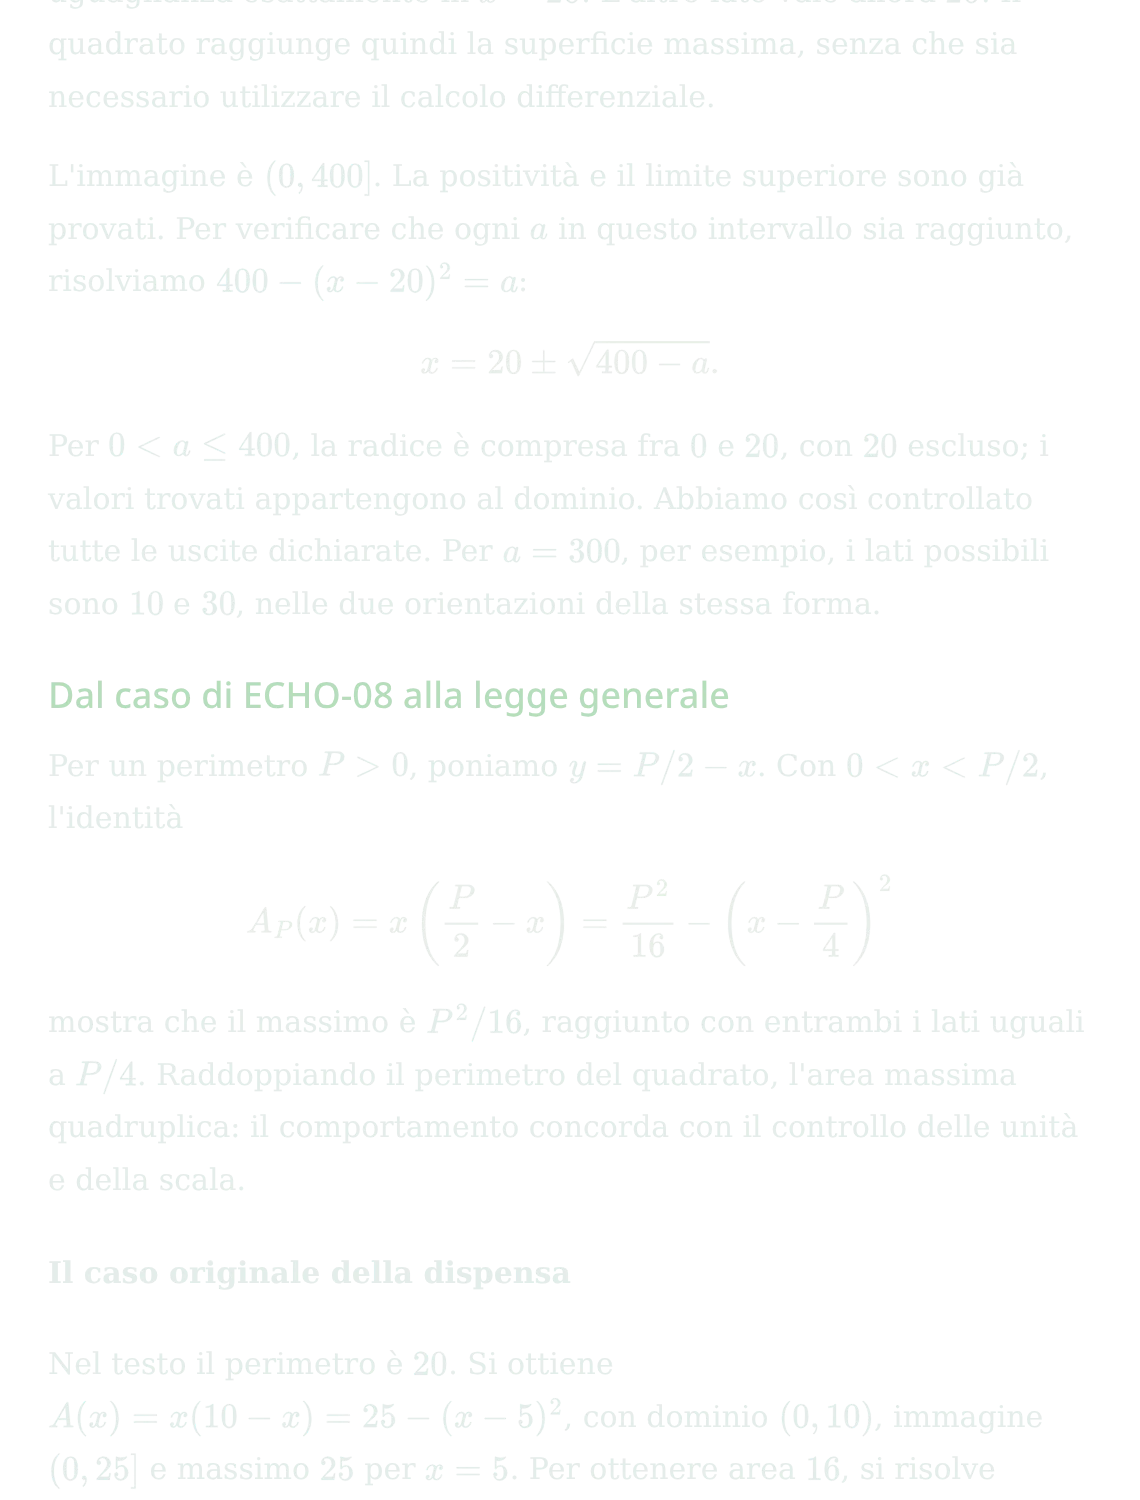 quadrato raggiunge quindi la superficie massima, senza che sia
necessario utilizzare il calcolo differenziale.
L'immagine è (0, 400]. La positività e il limite superiore sono già
provati. Per verificare che ogni a in questo intervallo sia raggiunto,
risolviamo 400 − (x − 20)² = a:
x = 20 ± √(400 − a).
Per 0 < a ≤ 400, la radice è compresa fra 0 e 20, con 20 escluso; i
valori trovati appartengono al dominio. Abbiamo così controllato
tutte le uscite dichiarate. Per a = 300, per esempio, i lati possibili
sono 10 e 30, nelle due orientazioni della stessa forma.
Dal caso di ECHO-08 alla legge generale
Per un perimetro P > 0, poniamo y = P/2 − x. Con 0 < x < P/2,
l'identità
A_P(x) = x (P/2 − x) = P²/16 − (x − P/4)²
mostra che il massimo è P²/16, raggiunto con entrambi i lati uguali
a P/4. Raddoppiando il perimetro del quadrato, l'area massima
quadruplica: il comportamento concorda con il controllo delle unità
e della scala.
Il caso originale della dispensa
Nel testo il perimetro è 20. Si ottiene
A(x) = x(10 − x) = 25 − (x − 5)², con dominio (0, 10), immagine
(0, 25] e massimo 25 per x = 5. Per ottenere area 16, si risolve